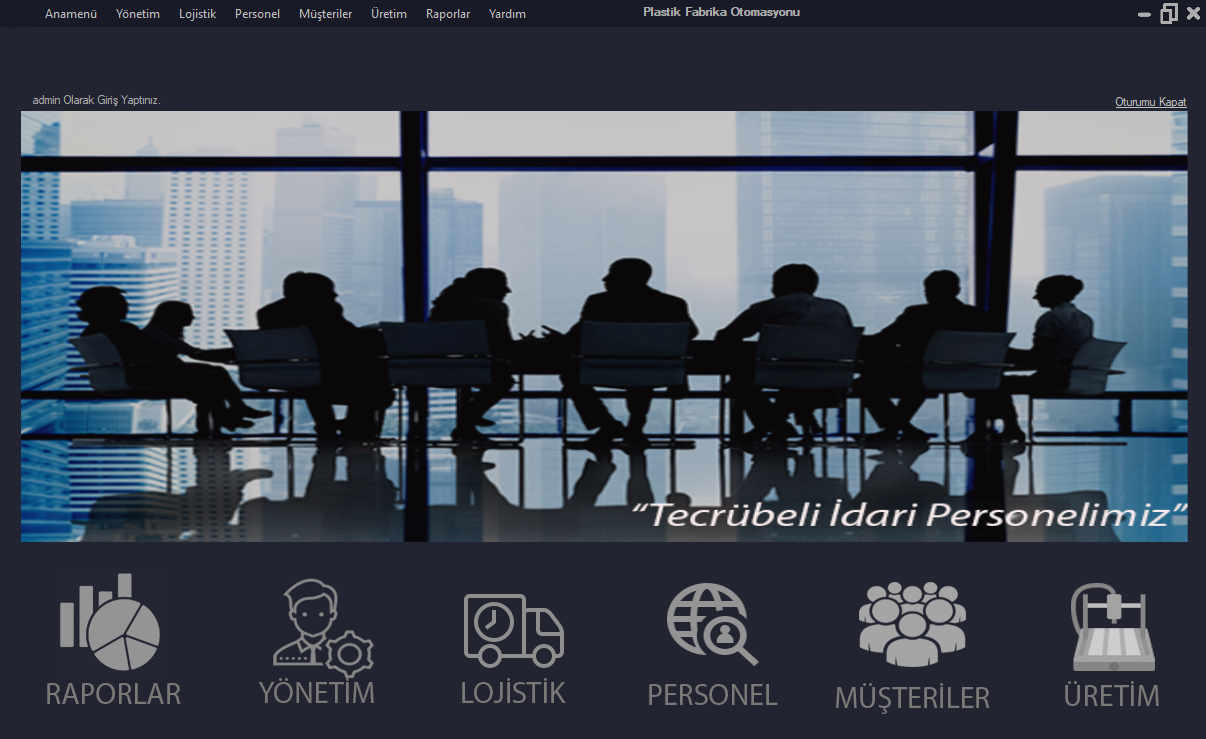 Anamenü Yönetim Lojistik Personel Müşteriler Üretim Raporlar Yardım Plastik Fabrika Otomasyonu
admin Olarak Giriş Yaptınız. Oturumu Kapat
“Tecrübeli İdari Personelimiz”
RAPORLAR YÖNETİM LOJİSTİK PERSONEL MÜŞTERİLER ÜRETİM